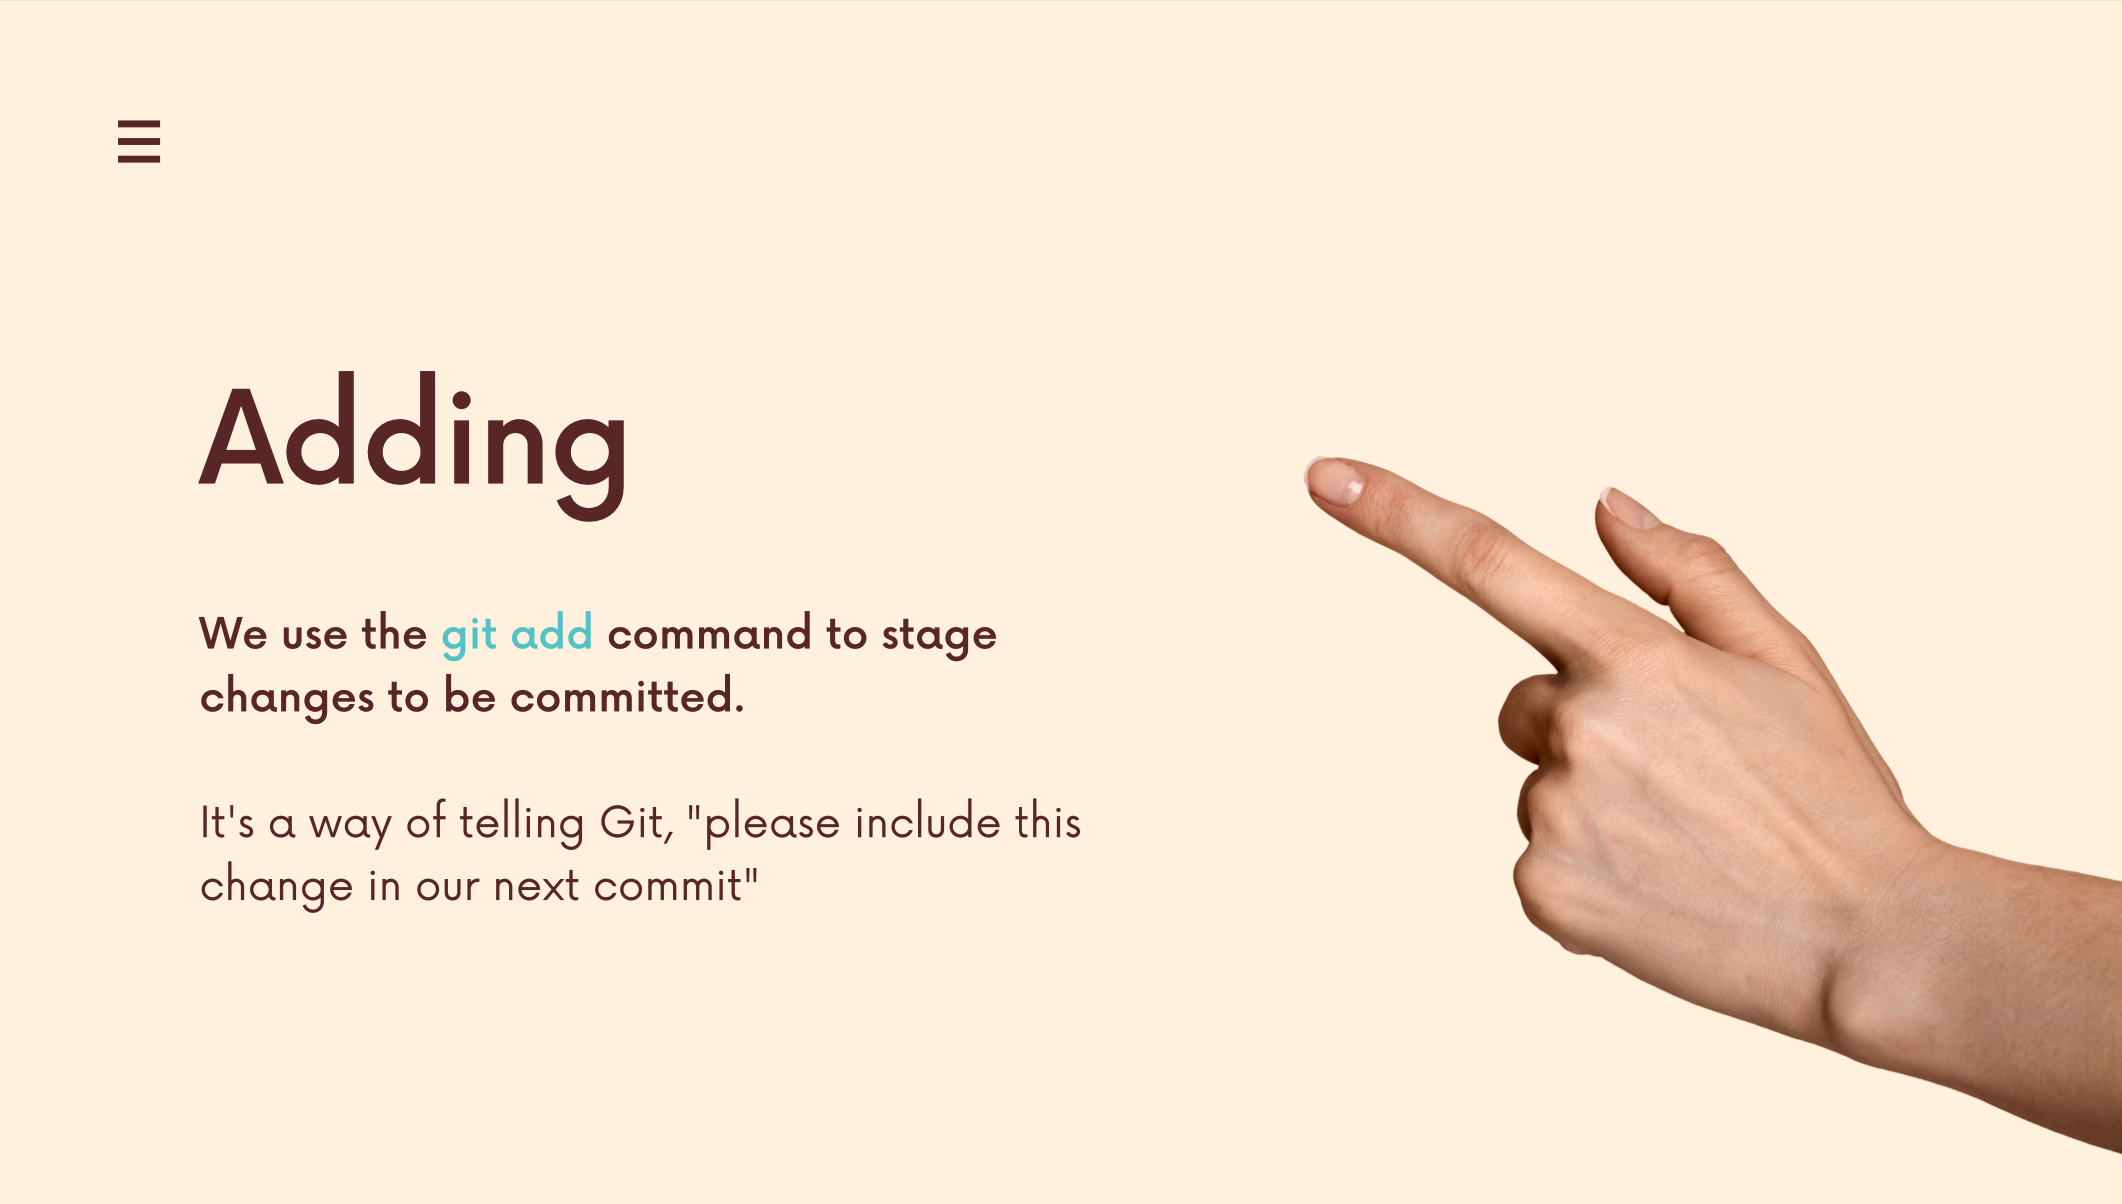 Adding
We use the git add command to stage
changes to be committed.
It's a way of telling Git, "please include this
change in our next commit"